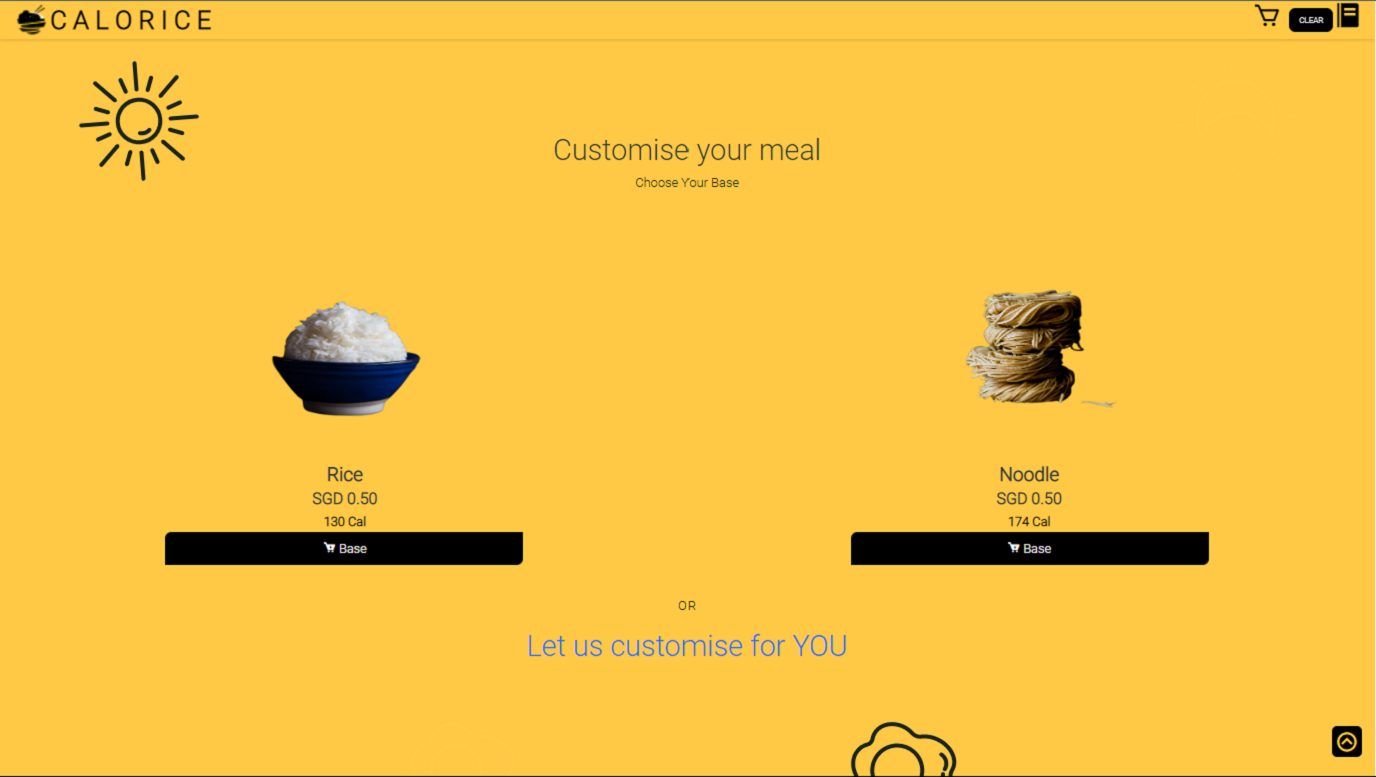 CALORICE
CLEAR
Customise your meal
Choose Your Base
Rice
SGD 0.50
130 Cal
Base
Noodle
SGD 0.50
174 Cal
Base
OR
Let us customise for YOU